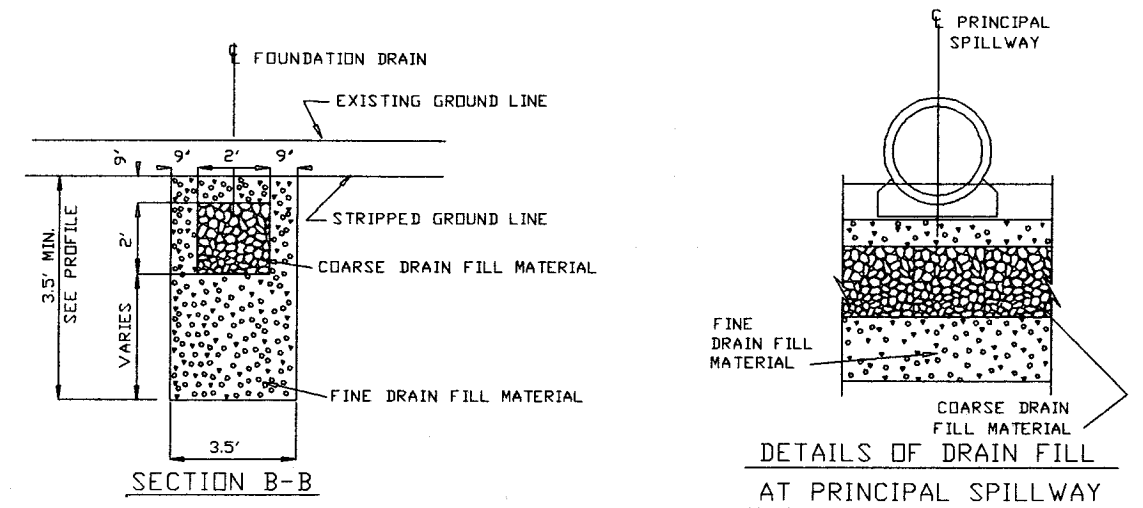 ℄ FOUNDATION DRAIN
EXISTING GROUND LINE
9'
9'
2'
9'
STRIPPED GROUND LINE
3.5' MIN.
SEE PROFILE
2'
COARSE DRAIN FILL MATERIAL
VARIES
FINE DRAIN FILL MATERIAL
3.5'
SECTION B-B
℄ PRINCIPAL
SPILLWAY
FINE
DRAIN FILL
MATERIAL
COARSE DRAIN
FILL MATERIAL
DETAILS OF DRAIN FILL
AT PRINCIPAL SPILLWAY